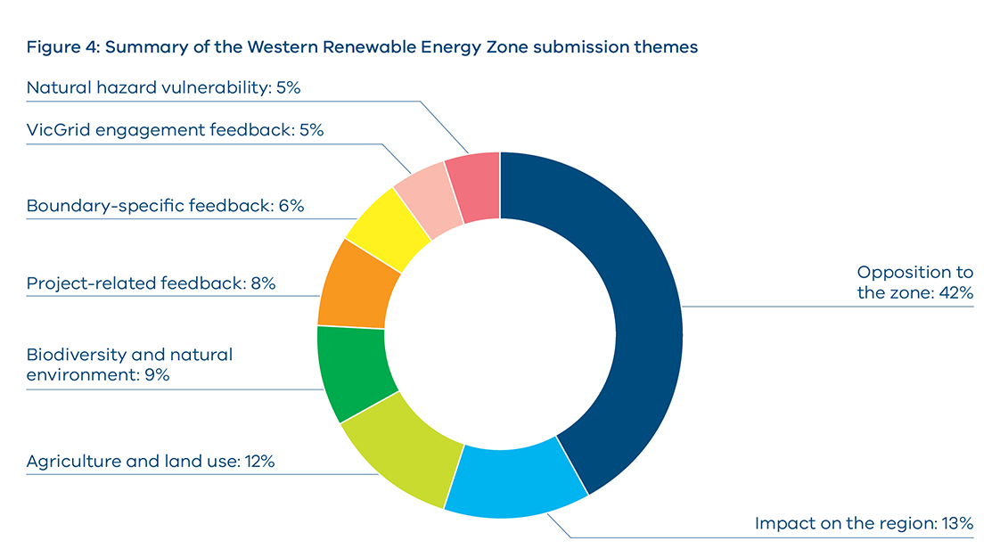 Figure 4: Summary of the Western Renewable Energy Zone submission themes
Natural hazard vulnerability: 5%
VicGrid engagement feedback: 5%
Boundary-specific feedback: 6%
Project-related feedback: 8%
Biodiversity and natural
environment: 9%
Agriculture and land use: 12%
Opposition to
the zone: 42%
Impact on the region: 13%